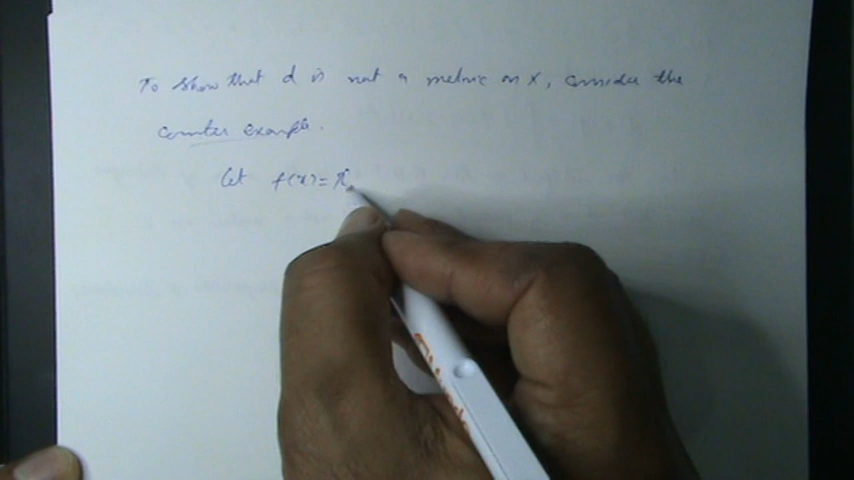 To show that d is not a metric on X, consider the
counter example.
Let f(x) = x